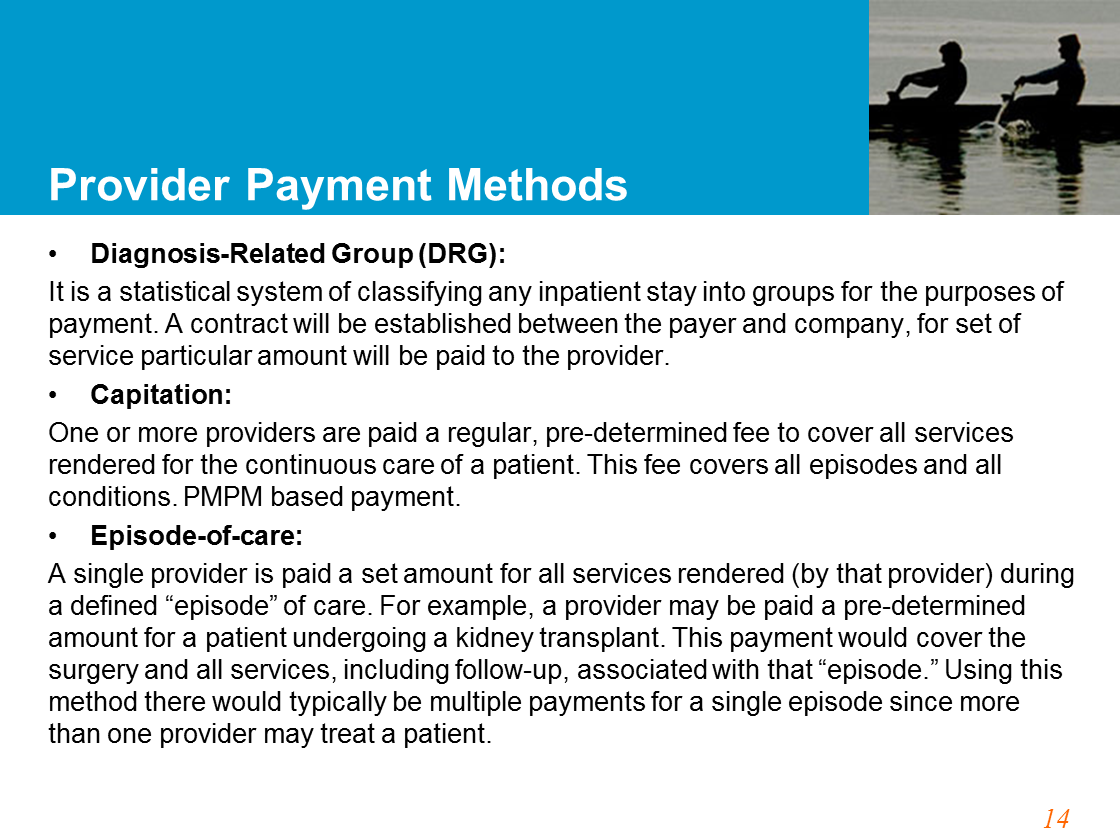 Provider Payment Methods
• Diagnosis-Related Group (DRG):
It is a statistical system of classifying any inpatient stay into groups for the purposes of
payment. A contract will be established between the payer and company, for set of
service particular amount will be paid to the provider.
• Capitation:
One or more providers are paid a regular, pre-determined fee to cover all services
rendered for the continuous care of a patient. This fee covers all episodes and all
conditions. PMPM based payment.
• Episode-of-care:
A single provider is paid a set amount for all services rendered (by that provider) during
a defined “episode” of care. For example, a provider may be paid a pre-determined
amount for a patient undergoing a kidney transplant. This payment would cover the
surgery and all services, including follow-up, associated with that “episode.” Using this
method there would typically be multiple payments for a single episode since more
than one provider may treat a patient.
14